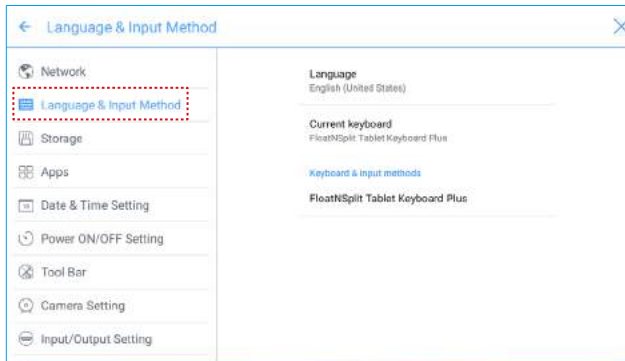 Language & Input Method
Network
Language & Input Method
Storage
Apps
Date & Time Setting
Power ON/OFF Setting
Tool Bar
Camera Setting
Input/Output Setting
Language
English (United States)
Current keyboard
FloatNSplit Tablet Keyboard Plus
Keyboard & input methods
FloatNSplit Tablet Keyboard Plus